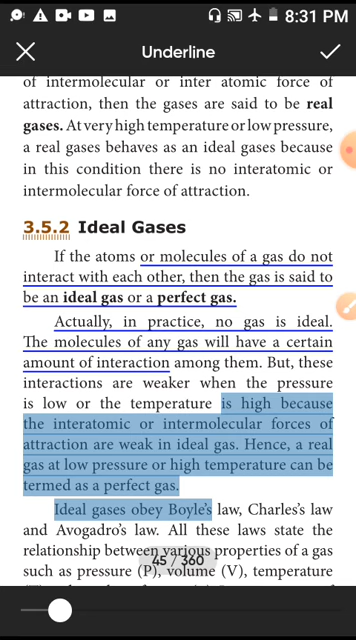 8:31 PM
Underline
of intermolecular or inter atomic force of
attraction, then the gases are said to be real
gases. At very high temperature or low pressure,
a real gases behaves as an ideal gases because
in this condition there is no interatomic or
intermolecular force of attraction.
3.5.2 Ideal Gases
If the atoms or molecules of a gas do not
interact with each other, then the gas is said to
be an ideal gas or a perfect gas.
Actually, in practice, no gas is ideal.
The molecules of any gas will have a certain
amount of interaction among them. But, these
interactions are weaker when the pressure
is low or the temperature is high because
the interatomic or intermolecular forces of
attraction are weak in ideal gas. Hence, a real
gas at low pressure or high temperature can be
termed as a perfect gas.
Ideal gases obey Boyle's law, Charles's law
and Avogadro's law. All these laws state the
relationship between various properties of a gas
such as pressure (P), volume (V), temperature
45 / 360